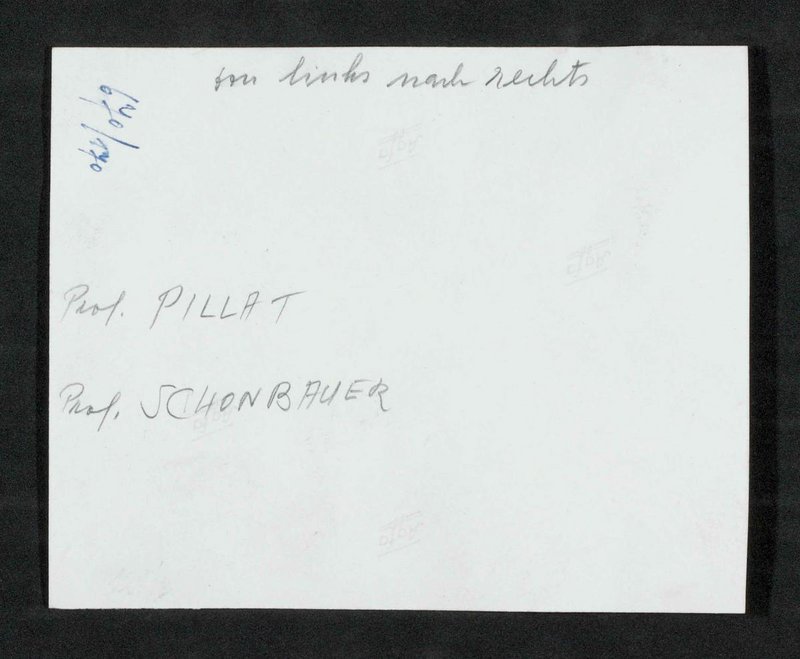 von links nach rechts
Prof. PILLAT
Prof. SCHONBAUER